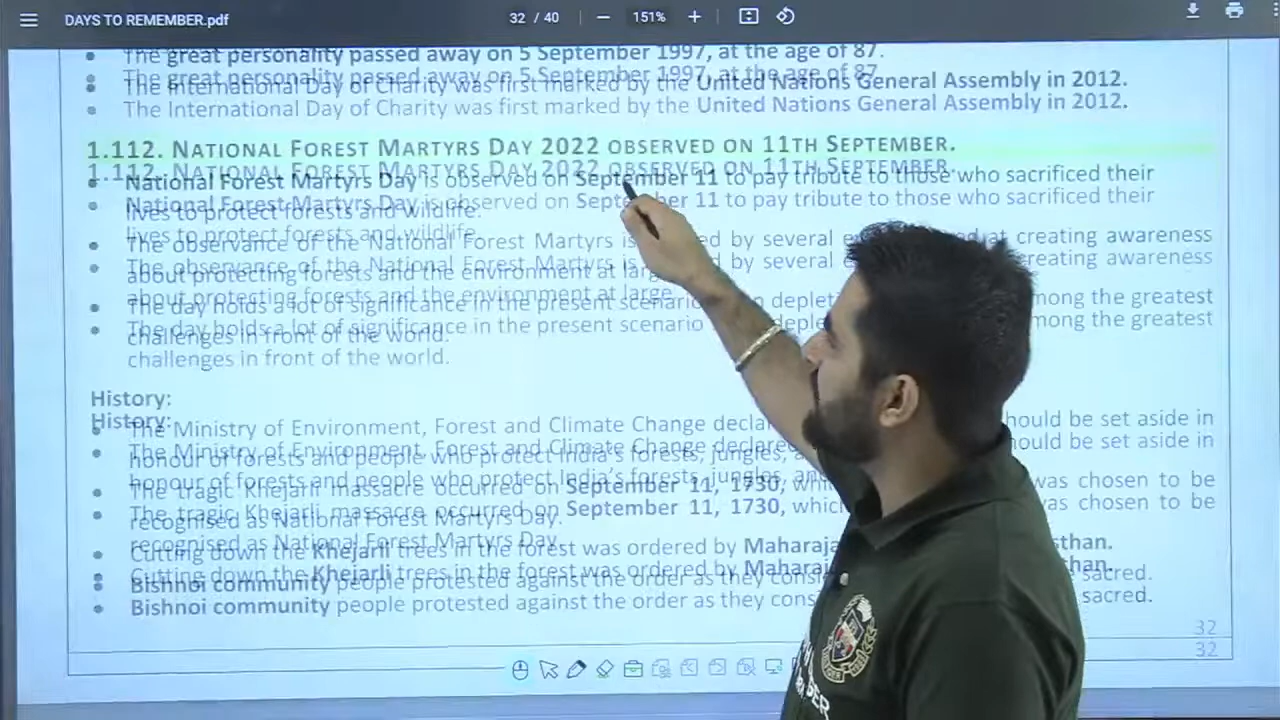 DAYS TO REMEMBER.pdf
32 / 40
151%
The great personality passed away on 5 September 1997, at the age of 87.
The International Day of Charity was first marked by the United Nations General Assembly in 2012.
1.112. NATIONAL FOREST MARTYRS DAY 2022 OBSERVED ON 11TH SEPTEMBER.
National Forest Martyrs Day is observed on September 11 to pay tribute to those who sacrificed their
lives to protect forests and wildlife.
The observance of the National Forest Martyrs is by several at creating awareness
about protecting forests and the environment at large.
The day holds a lot of significance in the present scenario among the greatest
challenges in front of the world.
History:
The Ministry of Environment, Forest and Climate Change declared should be set aside in
honour of forests and people who protect India's forests, jungles,
The tragic Khejarli massacre occurred on September 11, 1730, which was chosen to be
recognised as National Forest Martyrs Day.
Cutting down the Khejarli trees in the forest was ordered by Maharaja
Bishnoi community people protested against the order as they sacred.
32